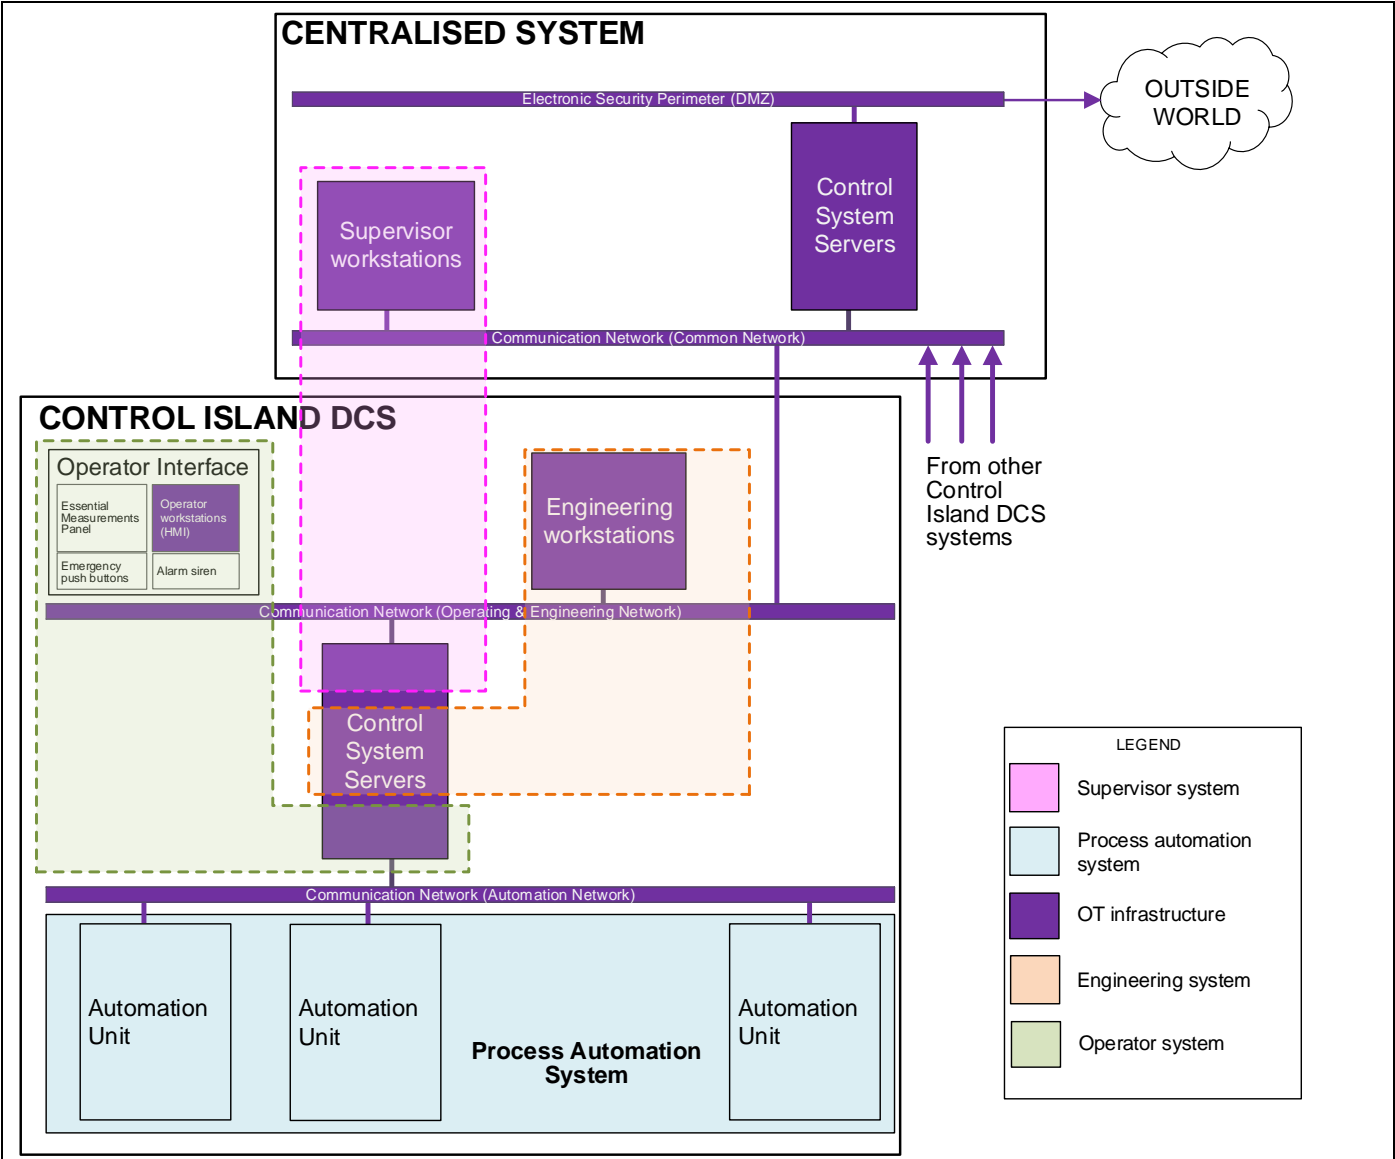 CENTRALISED SYSTEM
Electronic Security Perimeter (DMZ)
OUTSIDE
WORLD
Control
System
Servers
Supervisor
workstations
Communication Network (Common Network)
CONTROL ISLAND DCS
Operator Interface
Essential
Measurements
Panel
Operator
workstations
(HMI)
Emergency
push buttons
Alarm siren
Engineering
workstations
From other
Control
Island DCS
systems
Communication Network (Operating & Engineering Network)
Control
System
Servers
Communication Network (Automation Network)
Automation
Unit
Automation
Unit
Automation
Unit
Process Automation
System
LEGEND
Supervisor system
Process automation
system
OT infrastructure
Engineering system
Operator system